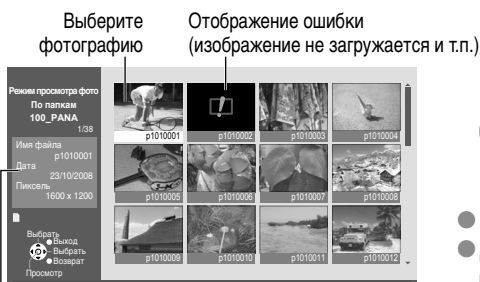 Выберите
фотографию
Отображение ошибки
(изображение не загружается и т.п.)
Режим просмотра фото
По папкам
100_PANA
1/38
Имя файла
p1010001
Дата
23/10/2008
Пиксель
1600 x 1200
Выбрать
Выход
Выбрать
Возврат
Просмотр
p1010001 p1010002 p1010003 p1010004
p1010005 p1010006 p1010007 p1010008
p1010009 p1010010 p1010011 p1010012